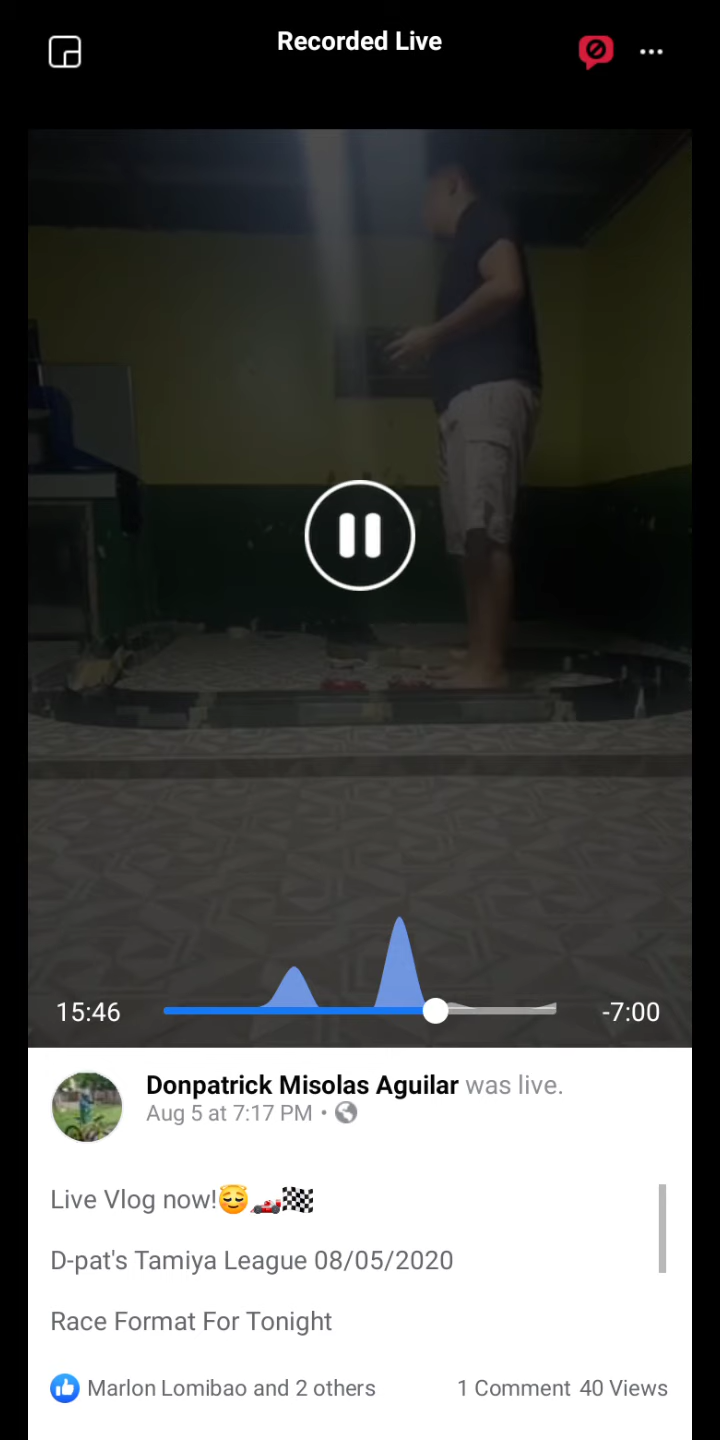 Recorded Live
15:46
-7:00
Donpatrick Misolas Aguilar was live.
Aug 5 at 7:17 PM •
Live Vlog now!😇🏎️🏁
D-pat's Tamiya League 08/05/2020
Race Format For Tonight
Marlon Lomibao and 2 others 1 Comment 40 Views